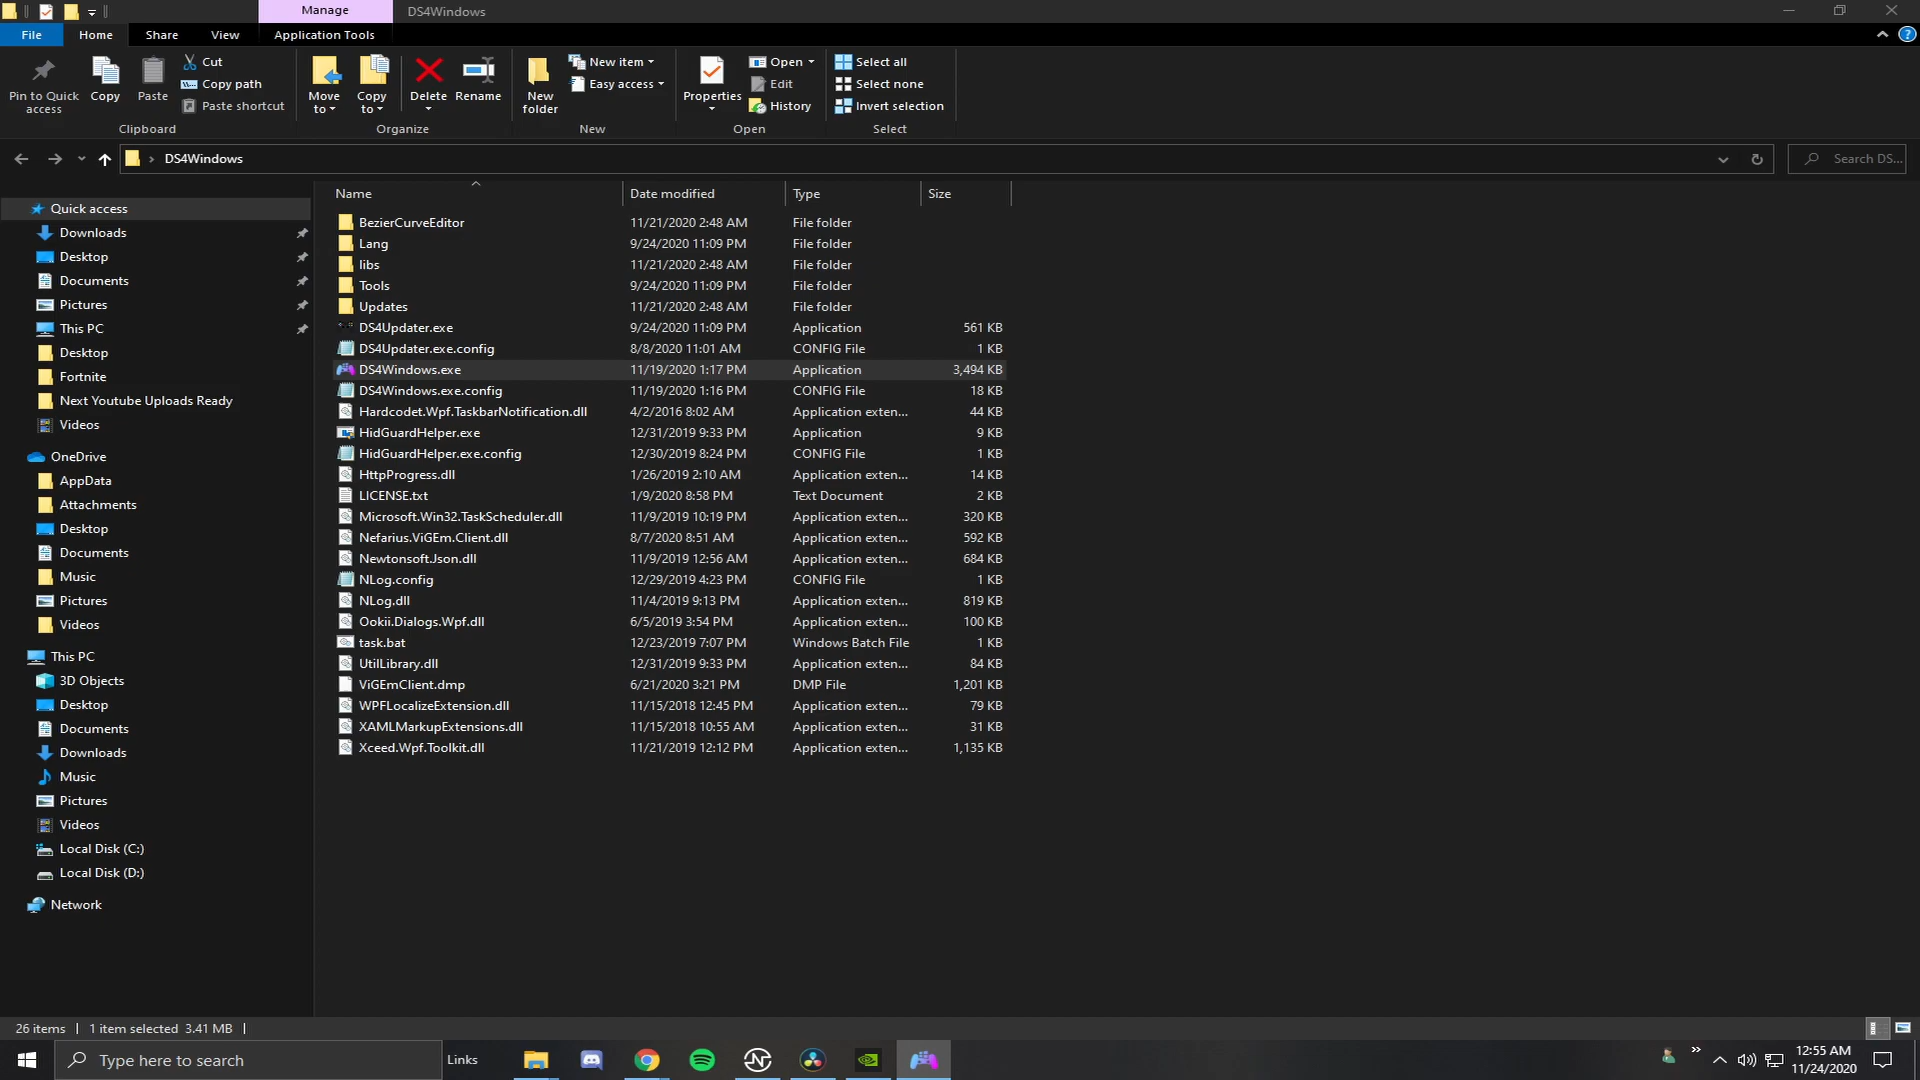 Manage
DS4Windows
File
Home
Share
View
Application Tools
Pin to Quick access
Copy
Paste
Cut
Copy path
Paste shortcut
Clipboard
Move to
Copy to
Delete
Rename
Organize
New folder
New item
Easy access
New
Properties
Open
Edit
History
Open
Select all
Select none
Invert selection
Select
DS4Windows
Search DS...
Name Date modified Type Size
Quick access
Downloads
Desktop
Documents
Pictures
This PC
Desktop
Fortnite
Next Youtube Uploads Ready
Videos
OneDrive
AppData
Attachments
Desktop
Documents
Music
Pictures
Videos
This PC
3D Objects
Desktop
Documents
Downloads
Music
Pictures
Videos
Local Disk (C:)
Local Disk (D:)
Network
BezierCurveEditor 11/21/2020 2:48 AM File folder
Lang 9/24/2020 11:09 PM File folder
libs 11/21/2020 2:48 AM File folder
Tools 9/24/2020 11:09 PM File folder
Updates 11/21/2020 2:48 AM File folder
DS4Updater.exe 9/24/2020 11:09 PM Application 561 KB
DS4Updater.exe.config 8/8/2020 11:01 AM CONFIG File 1 KB
DS4Windows.exe 11/19/2020 1:17 PM Application 3,494 KB
DS4Windows.exe.config 11/19/2020 1:16 PM CONFIG File 18 KB
Hardcodet.Wpf.TaskbarNotification.dll 4/2/2016 8:02 AM Application exten... 44 KB
HidGuardHelper.exe 12/31/2019 9:33 PM Application 9 KB
HidGuardHelper.exe.config 12/30/2019 8:24 PM CONFIG File 1 KB
HttpProgress.dll 1/26/2019 2:10 AM Application exten... 14 KB
LICENSE.txt 1/9/2020 8:58 PM Text Document 2 KB
Microsoft.Win32.TaskScheduler.dll 11/9/2019 10:19 PM Application exten... 320 KB
Nefarius.ViGEm.Client.dll 8/7/2020 8:51 AM Application exten... 592 KB
Newtonsoft.Json.dll 11/9/2019 12:56 AM Application exten... 684 KB
NLog.config 12/29/2019 4:23 PM CONFIG File 1 KB
NLog.dll 11/4/2019 9:13 PM Application exten... 819 KB
Ookii.Dialogs.Wpf.dll 6/5/2019 3:54 PM Application exten... 100 KB
task.bat 12/23/2019 7:07 PM Windows Batch File 1 KB
UtilLibrary.dll 12/31/2019 9:33 PM Application exten... 84 KB
ViGEmClient.dmp 6/21/2020 3:21 PM DMP File 1,201 KB
WPFLocalizeExtension.dll 11/15/2018 12:45 PM Application exten... 79 KB
XAMLMarkupExtensions.dll 11/15/2018 10:55 AM Application exten... 31 KB
Xceed.Wpf.Toolkit.dll 11/21/2019 12:12 PM Application exten... 1,135 KB
26 items 1 item selected 3.41 MB
Type here to search
Links
12:55 AM
11/24/2020